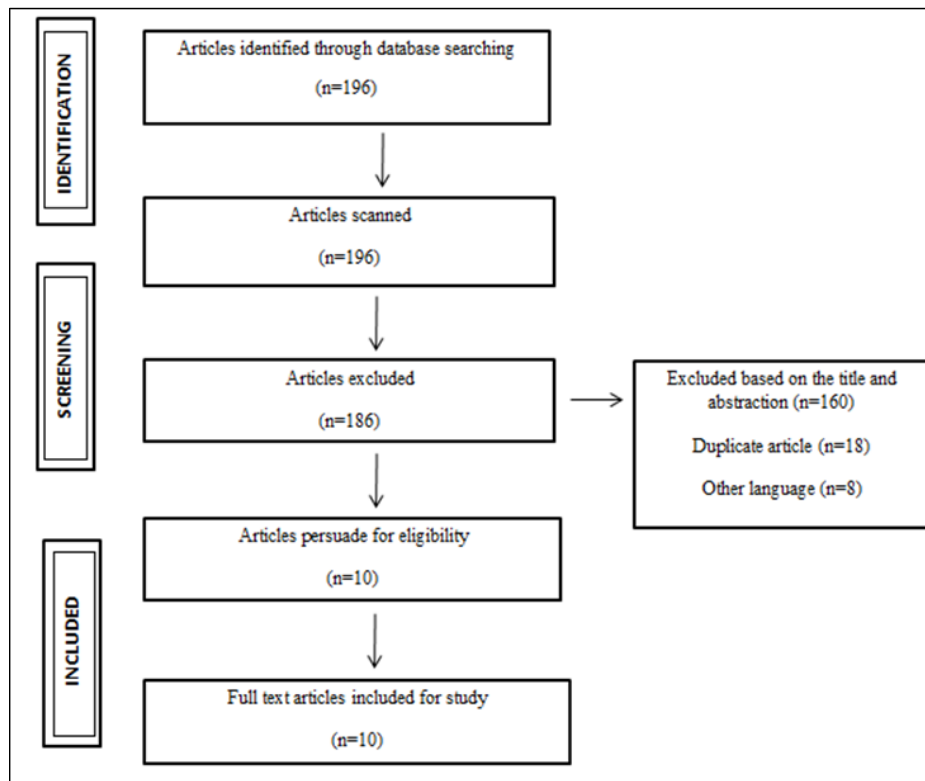 IDENTIFICATION
Articles identified through database searching
(n=196)
Articles scanned
(n=196)
SCREENING
Articles excluded
(n=186)
Excluded based on the title and
abstraction (n=160)
Duplicate article (n=18)
Other language (n=8)
Articles persuade for eligibility
(n=10)
INCLUDED
Full text articles included for study
(n=10)